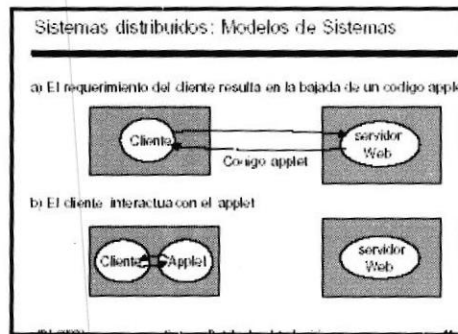 Sistemas distribuidos: Modelos de Sistemas
a) El requerimiento del cliente resulta en la bajada de un codigo apple
Cliente
servidor
Web
Codigo applet
b) El cliente interactua con el applet
Cliente
Applet
servidor
Web